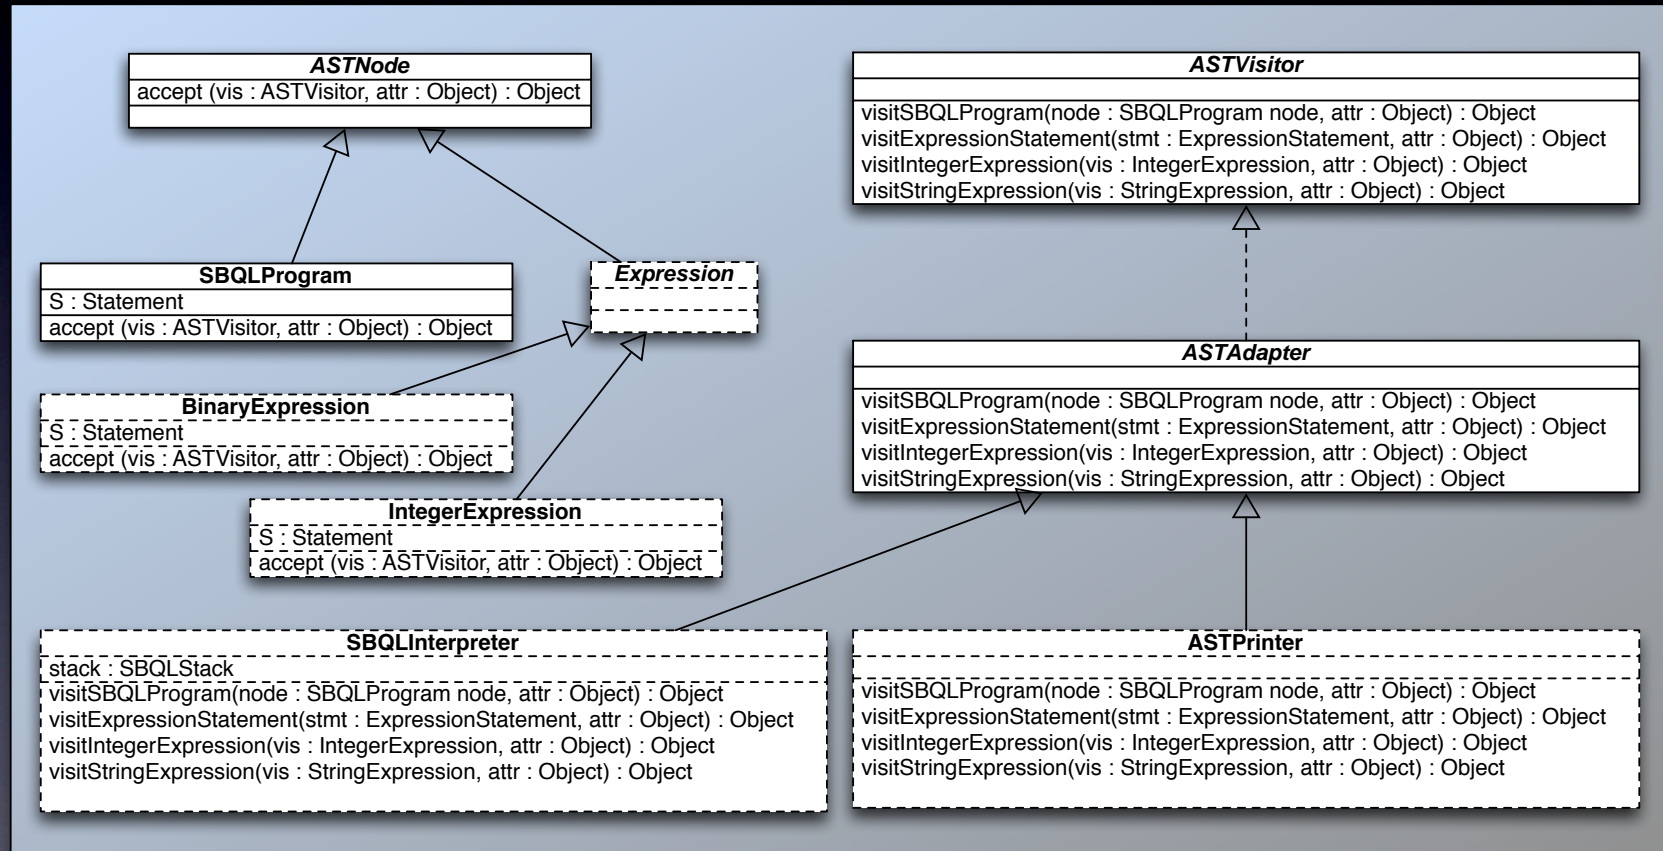 ASTNode
accept (vis : ASTVisitor, attr : Object) : Object
SBQLProgram
S : Statement
accept (vis : ASTVisitor, attr : Object) : Object
Expression
BinaryExpression
S : Statement
accept (vis : ASTVisitor, attr : Object) : Object
IntegerExpression
S : Statement
accept (vis : ASTVisitor, attr : Object) : Object
ASTVisitor
visitSBQLProgram(node : SBQLProgram node, attr : Object) : Object
visitExpressionStatement(stmt : ExpressionStatement, attr : Object) : Object
visitIntegerExpression(vis : IntegerExpression, attr : Object) : Object
visitStringExpression(vis : StringExpression, attr : Object) : Object
ASTAdapter
visitSBQLProgram(node : SBQLProgram node, attr : Object) : Object
visitExpressionStatement(stmt : ExpressionStatement, attr : Object) : Object
visitIntegerExpression(vis : IntegerExpression, attr : Object) : Object
visitStringExpression(vis : StringExpression, attr : Object) : Object
SBQLInterpreter
stack : SBQLStack
visitSBQLProgram(node : SBQLProgram node, attr : Object) : Object
visitExpressionStatement(stmt : ExpressionStatement, attr : Object) : Object
visitIntegerExpression(vis : IntegerExpression, attr : Object) : Object
visitStringExpression(vis : StringExpression, attr : Object) : Object
ASTPrinter
visitSBQLProgram(node : SBQLProgram node, attr : Object) : Object
visitExpressionStatement(stmt : ExpressionStatement, attr : Object) : Object
visitIntegerExpression(vis : IntegerExpression, attr : Object) : Object
visitStringExpression(vis : StringExpression, attr : Object) : Object